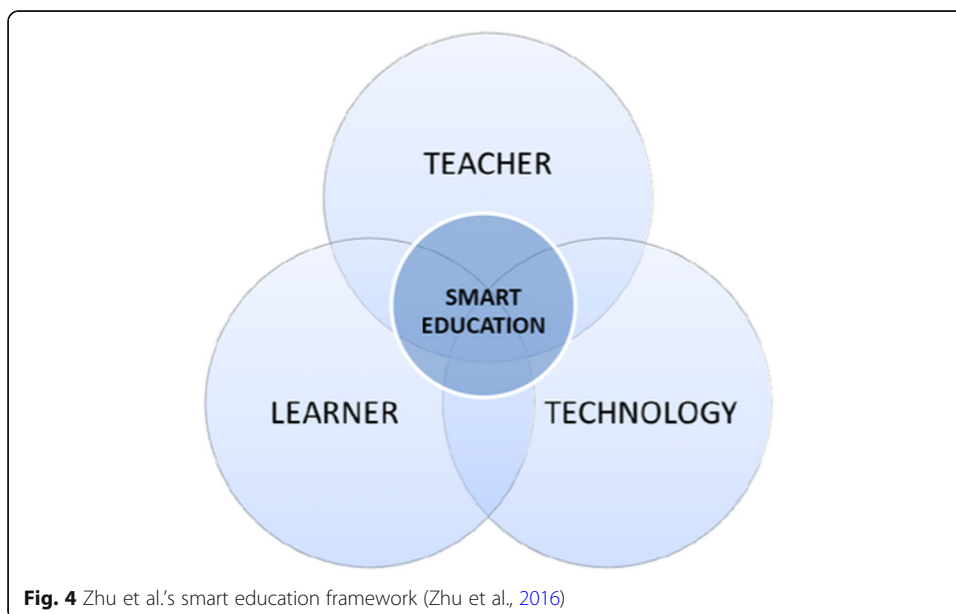 TEACHER
SMART
EDUCATION
LEARNER
TECHNOLOGY
Fig. 4 Zhu et al.'s smart education framework (Zhu et al., 2016)